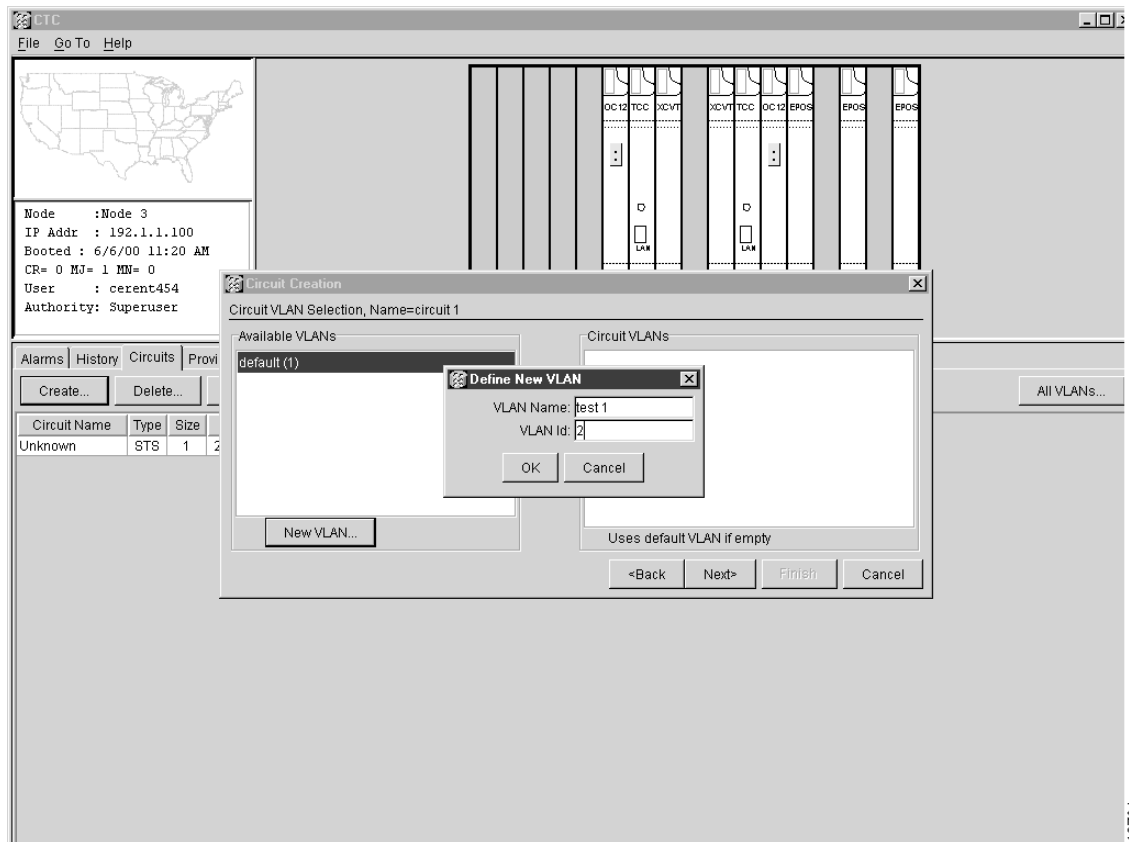 CTC
File Go To Help
OC12 TCC XCVT XCVT TCC OC12 EPOS EPOS EPOS
LAN LAN
Node :Node 3
IP Addr : 192.1.1.100
Booted : 6/6/00 11:20 AM
CR= 0 MJ= 1 MN= 0
User : cerent454
Authority: Superuser
Alarms History Circuits Provi
Create... Delete... All VLANs...
Circuit Name Type Size
Unknown STS 1 2
Circuit Creation
Circuit VLAN Selection, Name=circuit 1
Available VLANs
default (1)
New VLAN...
Circuit VLANs
Uses default VLAN if empty
<Back Next> Finish Cancel
Define New VLAN
VLAN Name: test 1
VLAN Id: 2
OK Cancel